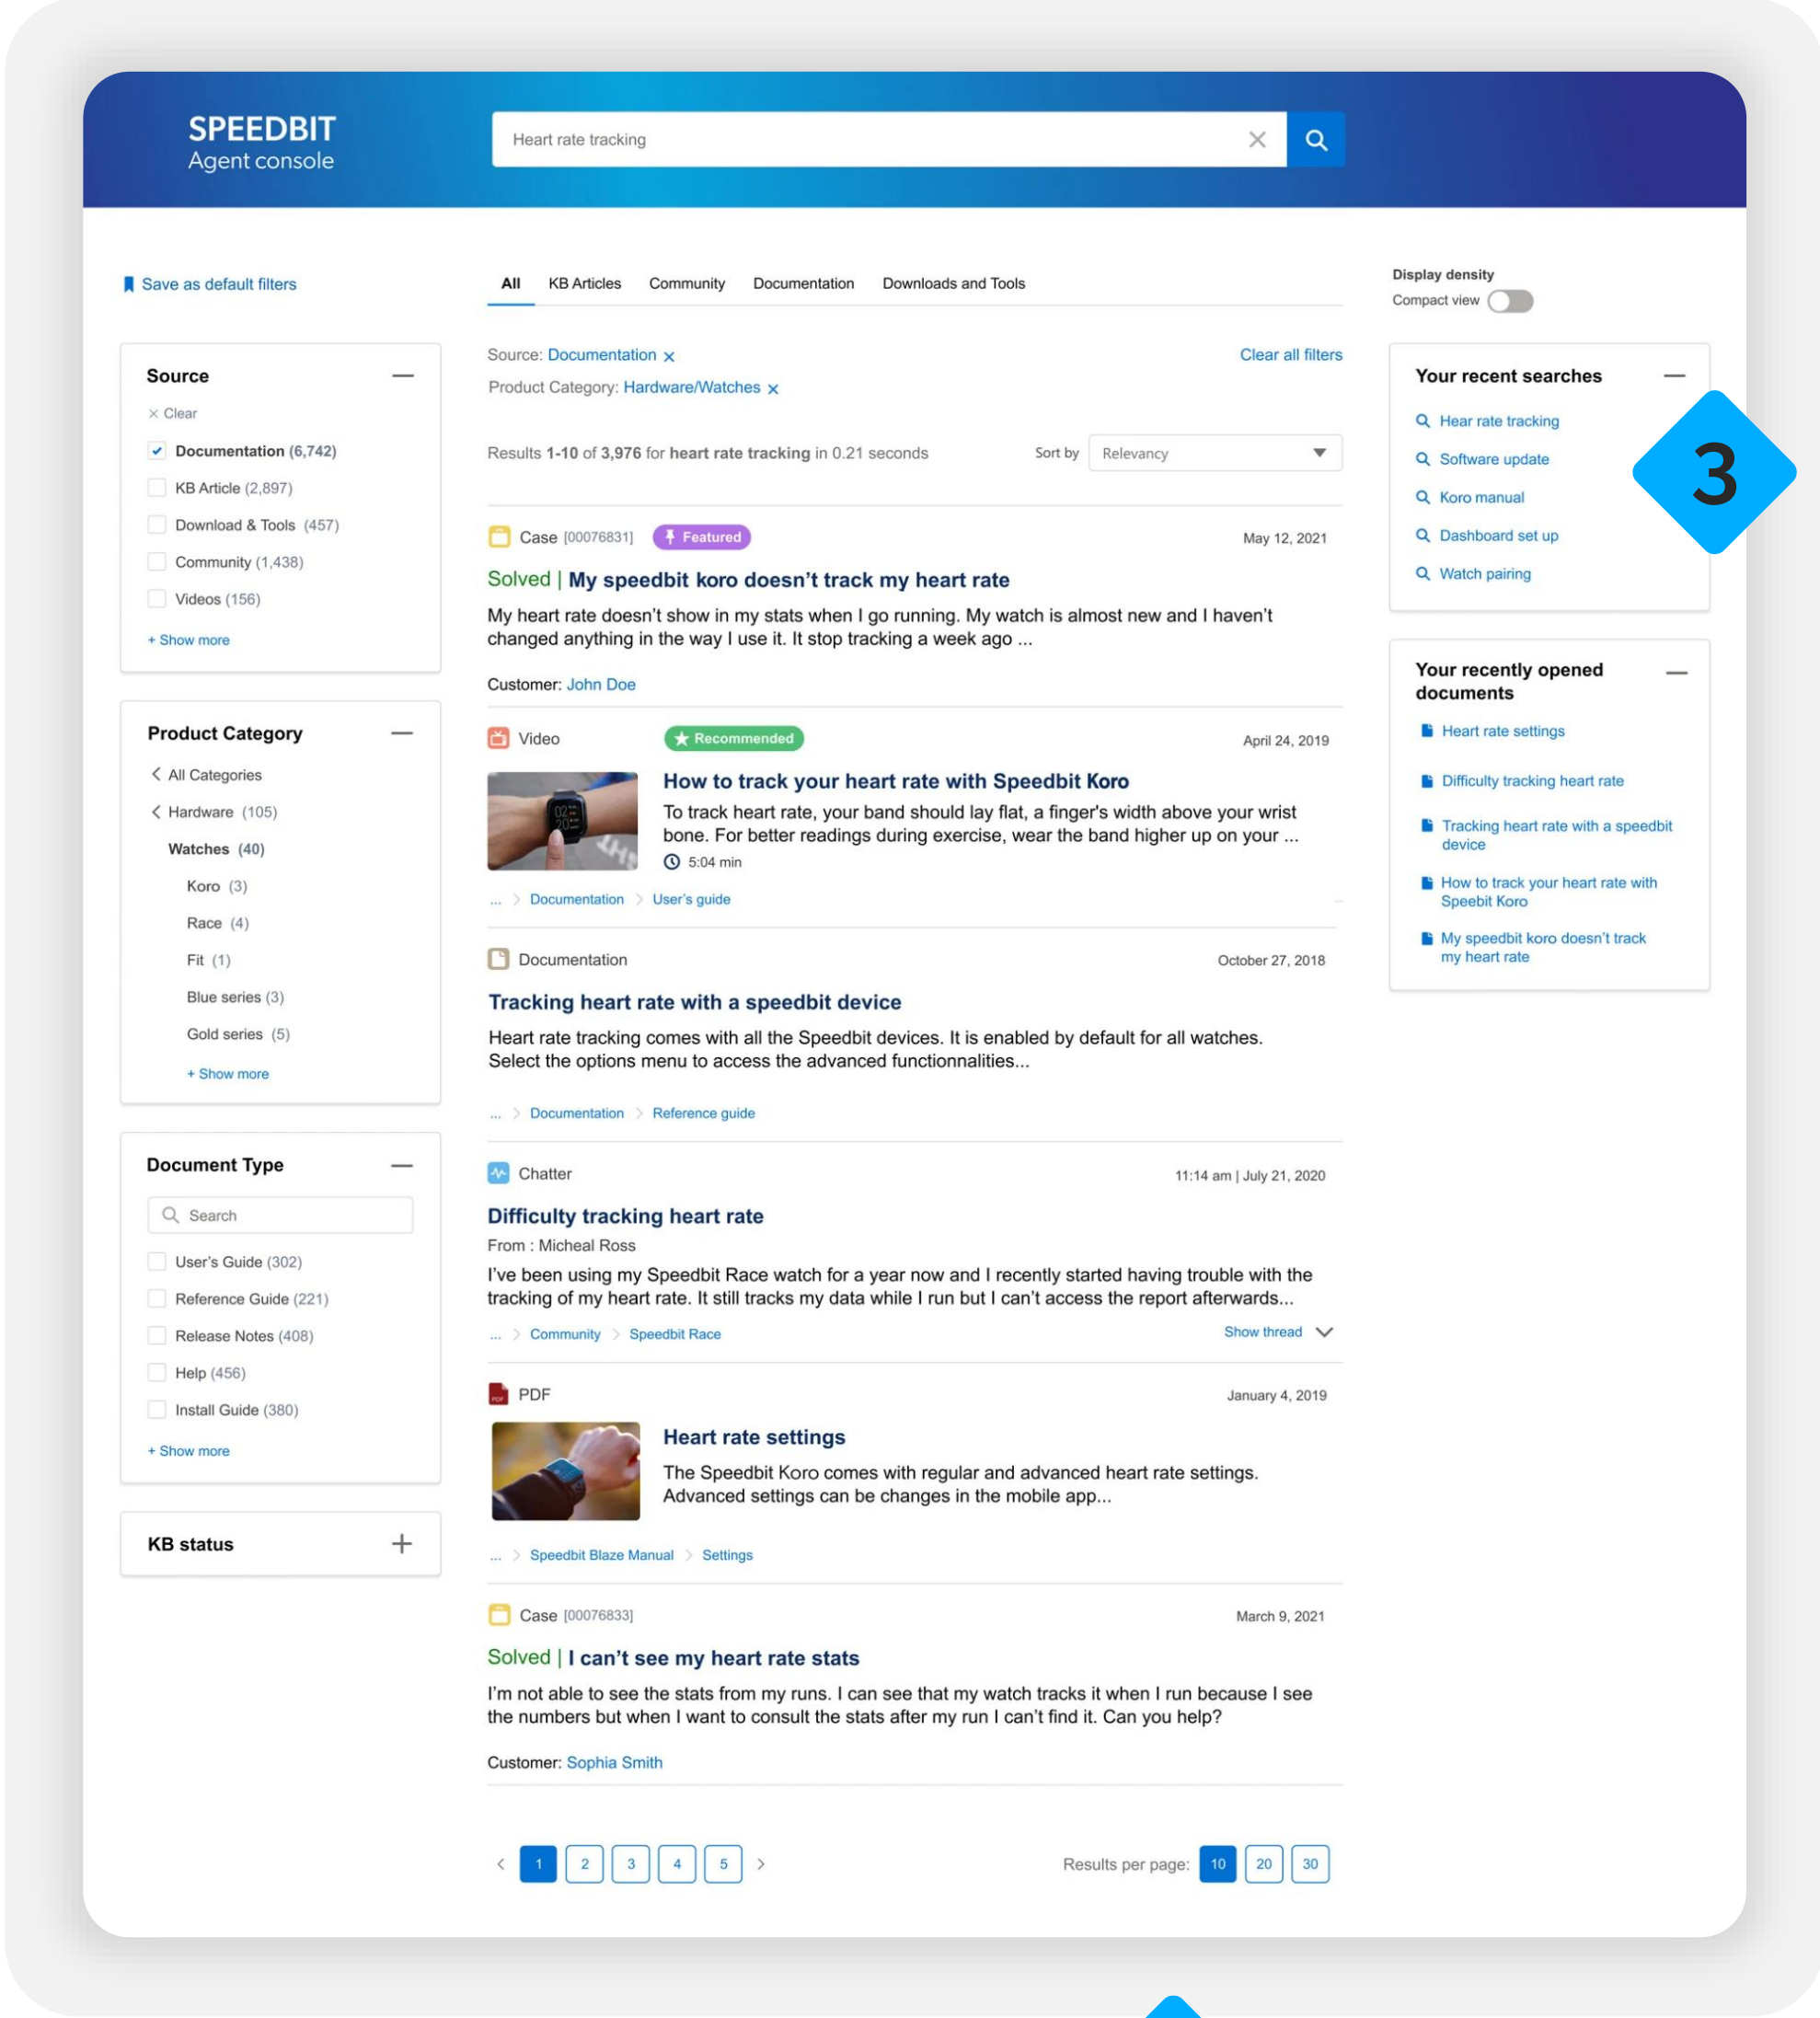 SPEEDBIT
Agent console
Heart rate tracking
Save as default filters
All KB Articles Community Documentation Downloads and Tools
Display density
Compact view
Source
× Clear
Documentation (6,742)
KB Article (2,897)
Download & Tools (457)
Community (1,438)
Videos (156)
+ Show more
Product Category
All Categories
Hardware (105)
Watches (40)
Koro (3)
Race (4)
Fit (1)
Blue series (3)
Gold series (5)
+ Show more
Document Type
Search
User's Guide (302)
Reference Guide (221)
Release Notes (408)
Help (456)
Install Guide (380)
+ Show more
KB status
Source: Documentation ×
Clear all filters
Product Category: Hardware/Watches ×
Results 1-10 of 3,976 for heart rate tracking in 0.21 seconds
Sort by Relevancy
Case [00076831] Featured May 12, 2021
Solved | My speedbit koro doesn't track my heart rate
My heart rate doesn't show in my stats when I go running. My watch is almost new and I haven't
changed anything in the way I use it. It stop tracking a week ago ...
Customer: John Doe
Video Recommended April 24, 2019
How to track your heart rate with Speedbit Koro
To track heart rate, your band should lay flat, a finger's width above your wrist
bone. For better readings during exercise, wear the band higher up on your ...
5:04 min
... > Documentation > User's guide
Documentation October 27, 2018
Tracking heart rate with a speedbit device
Heart rate tracking comes with all the Speedbit devices. It is enabled by default for all watches.
Select the options menu to access the advanced functionnalities...
... > Documentation > Reference guide
Chatter 11:14 am | July 21, 2020
Difficulty tracking heart rate
From : Micheal Ross
I've been using my Speedbit Race watch for a year now and I recently started having trouble with the
tracking of my heart rate. It still tracks my data while I run but I can't access the report afterwards...
... > Community > Speedbit Race
Show thread
PDF January 4, 2019
Heart rate settings
The Speedbit Koro comes with regular and advanced heart rate settings.
Advanced settings can be changes in the mobile app...
... > Speedbit Blaze Manual > Settings
Case [00076833] March 9, 2021
Solved | I can't see my heart rate stats
I'm not able to see the stats from my runs. I can see that my watch tracks it when I run because I see
the numbers but when I want to consult the stats after my run I can't find it. Can you help?
Customer: Sophia Smith
< 1 2 3 4 5 >
Results per page: 10 20 30
Your recent searches
Hear rate tracking
Software update
Koro manual
Dashboard set up
Watch pairing
3
Your recently opened
documents
Heart rate settings
Difficulty tracking heart rate
Tracking heart rate with a speedbit
device
How to track your heart rate with
Speebit Koro
My speedbit koro doesn't track
my heart rate